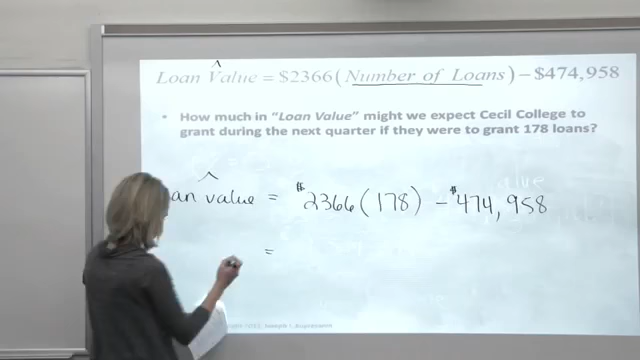 Loan Value = $2366(Number of Loans) – $474,958
• How much in "Loan Value" might we expect Cecil College to
grant during the next quarter if they were to grant 178 loans?
an value = $2366(178) – $474,958
=